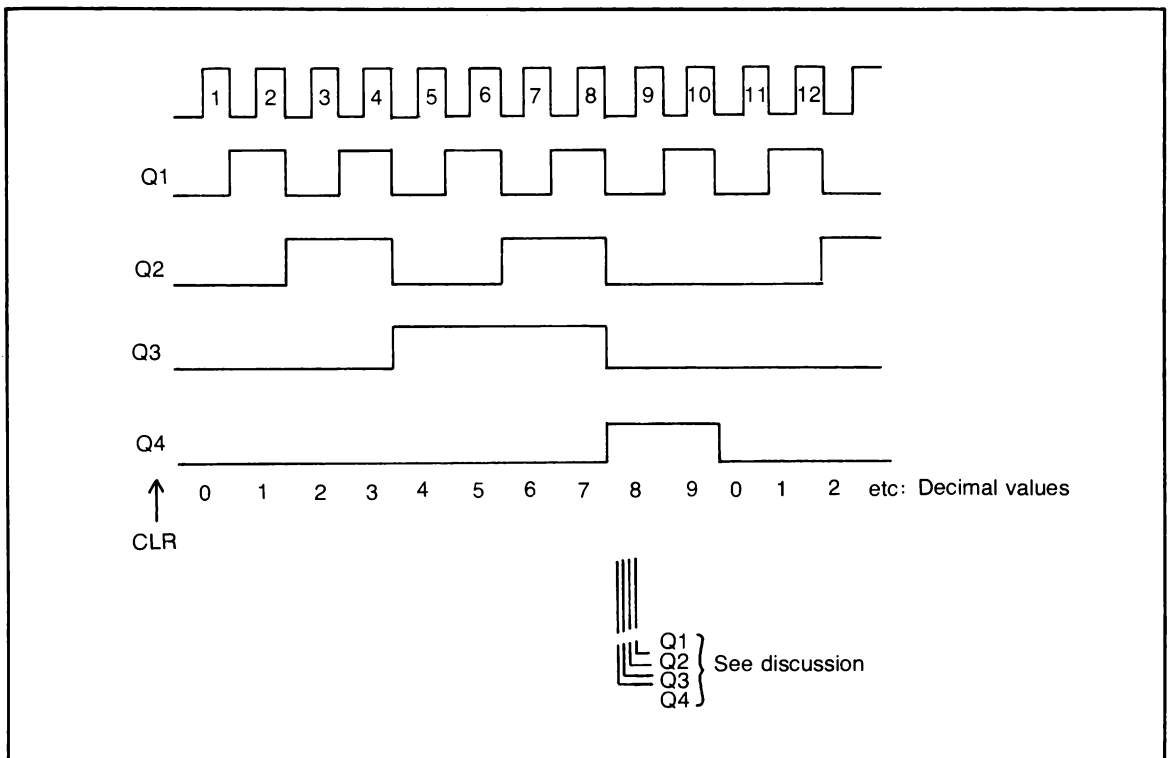 1 2 3 4 5 6 7 8 9 10 11 12
Q1
Q2
Q3
Q4
0 1 2 3 4 5 6 7 8 9 0 1 2 etc: Decimal values
CLR
Q1
Q2
See discussion
Q3
Q4